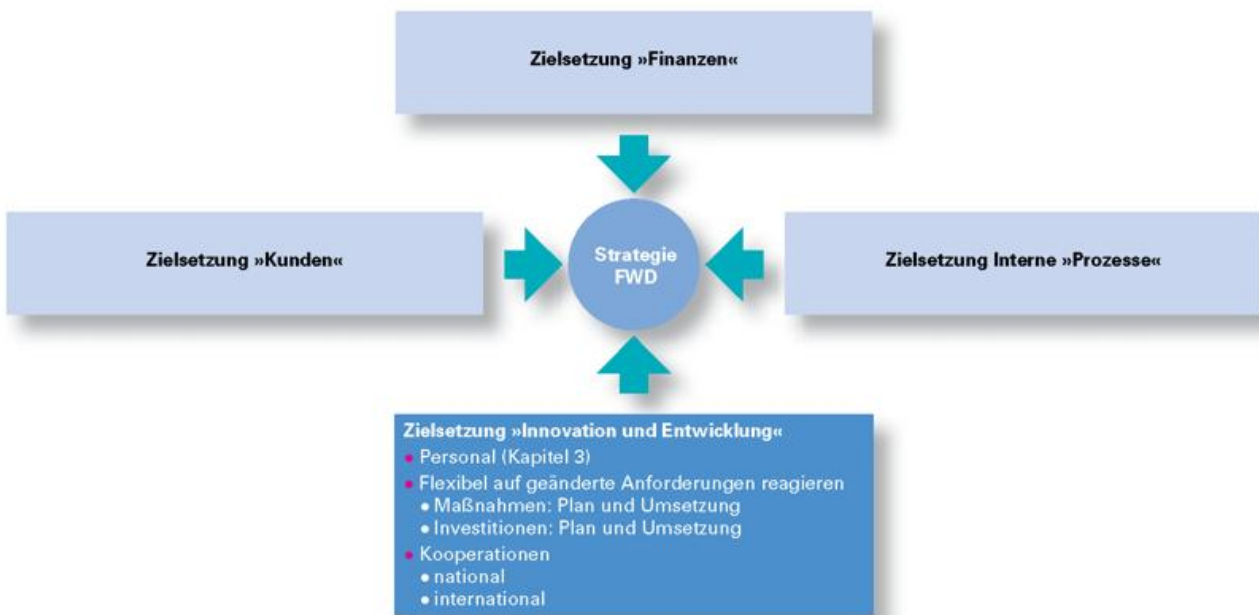 Zielsetzung »Finanzen«
Zielsetzung »Kunden«
Strategie
FWD
Zielsetzung Interne »Prozesse«
Zielsetzung »Innovation und Entwicklung«
• Personal (Kapitel 3)
• Flexibel auf geänderte Anforderungen reagieren
• Maßnahmen: Plan und Umsetzung
• Investitionen: Plan und Umsetzung
• Kooperationen
• national
• international